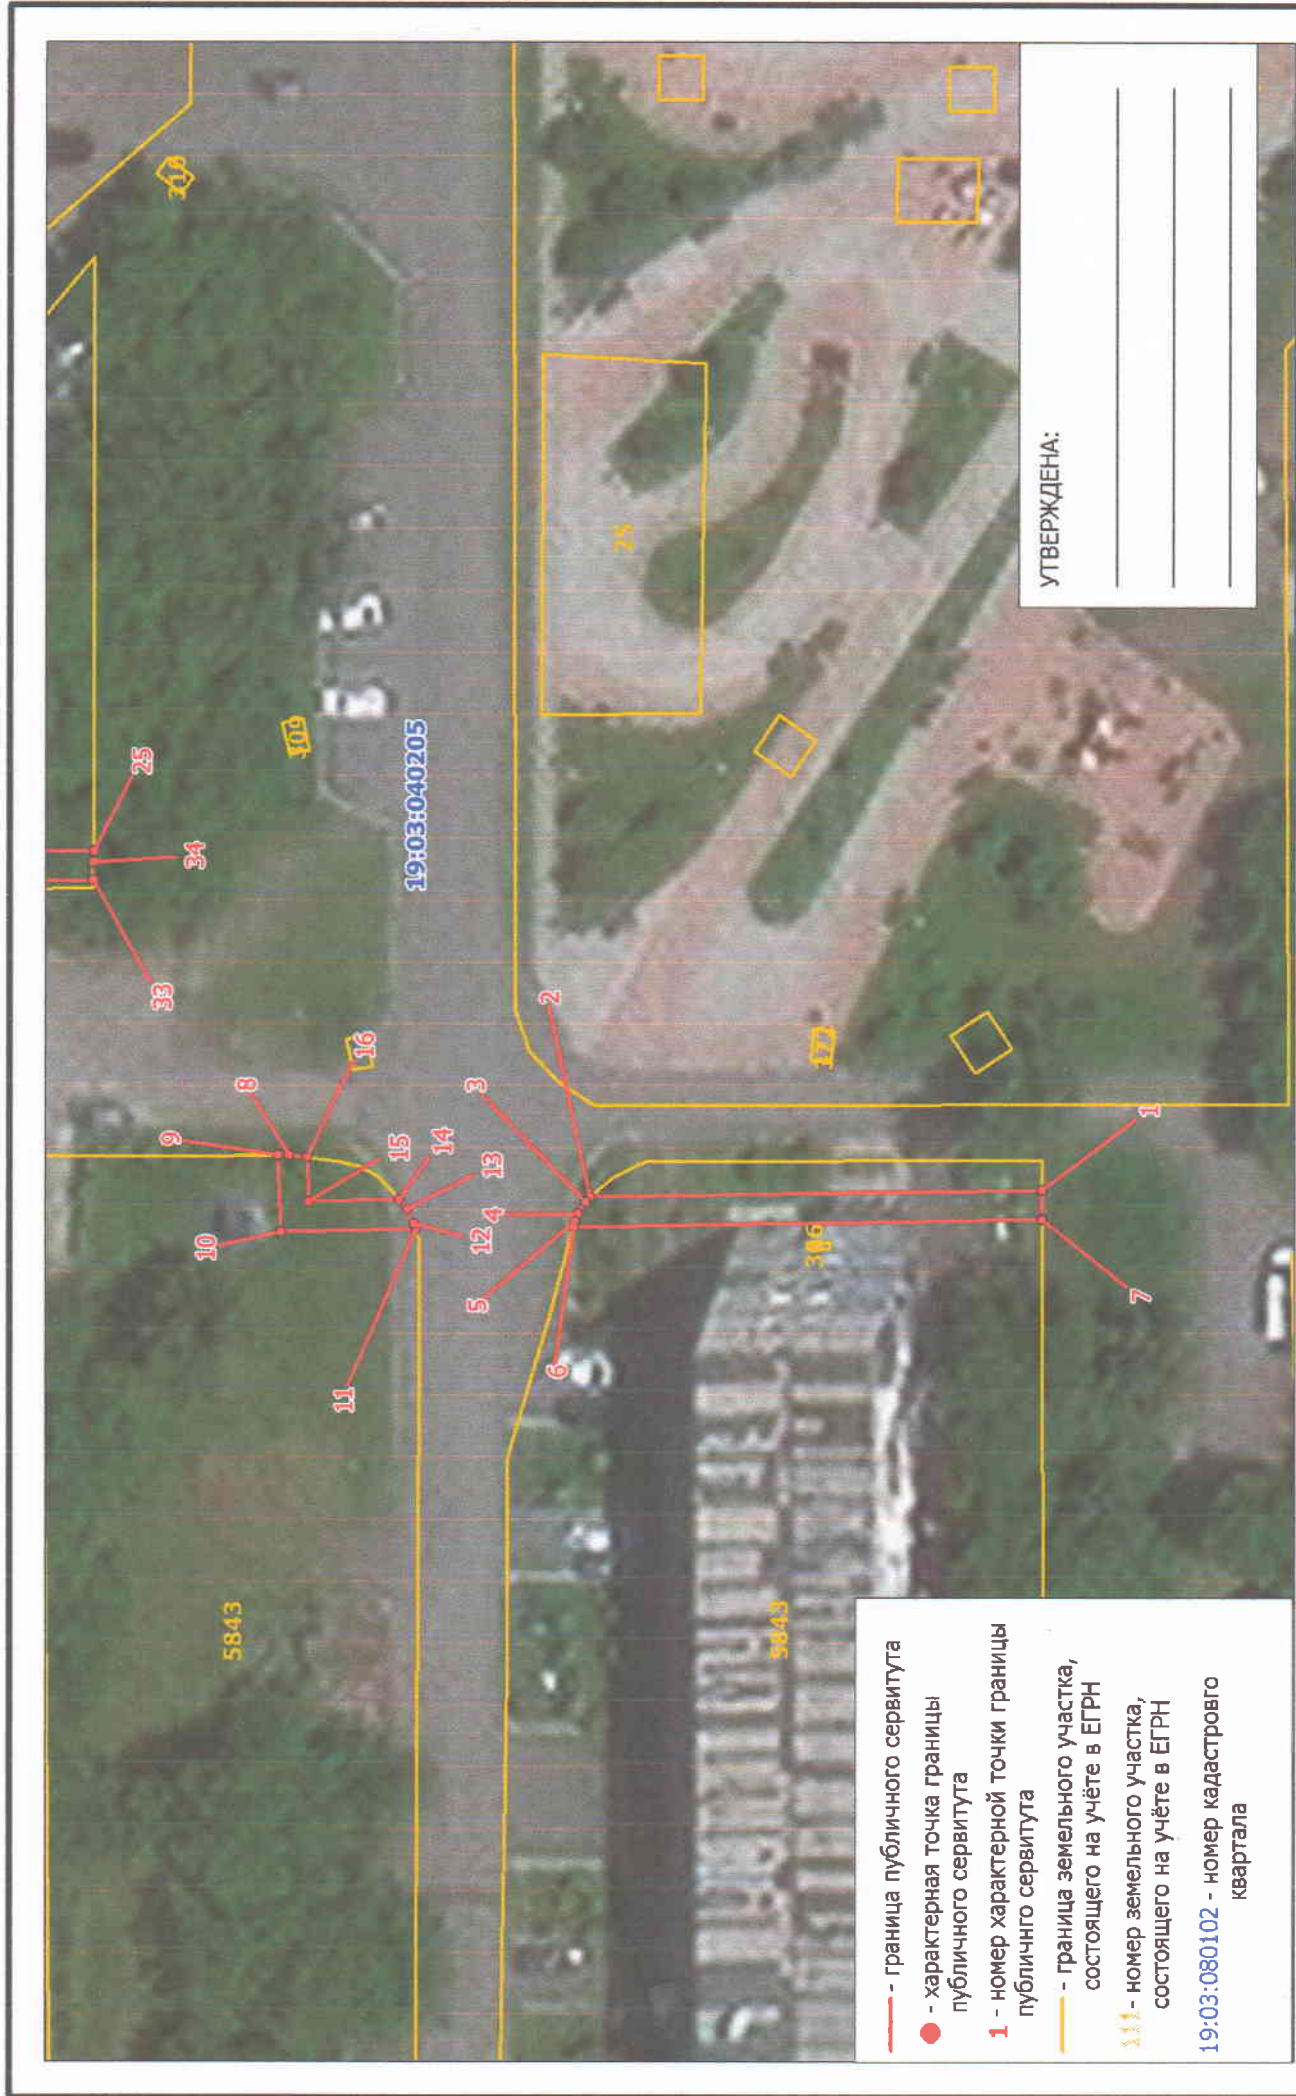 5843
11
10
9
8
16
33
34
25
309
19:03:040205
15
14
13
12
5
4
3
2
6
25
177
5843
7
1
УТВЕРЖДЕНА:
- граница публичного сервитута
- характерная точка границы
публичного сервитута
1 - номер характерной точки границы
публичнго сервитута
- граница земельного участка,
состоящего на учёте в ЕГРН
111 - номер земельного участка,
состоящего на учёте в ЕГРН
19:03:080102 - номер кадастрового
квартала